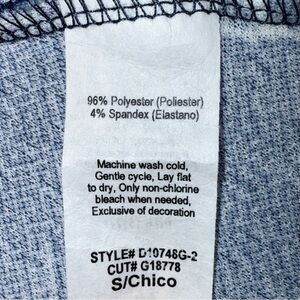 96% Polyester (Poliester)
4% Spandex (Elastano)
Machine wash cold,
Gentle cycle, Lay flat
to dry, Only non-chlorine
bleach when needed,
Exclusive of decoration
STYLE# D10746G-2
CUT# G18778
S/Chico